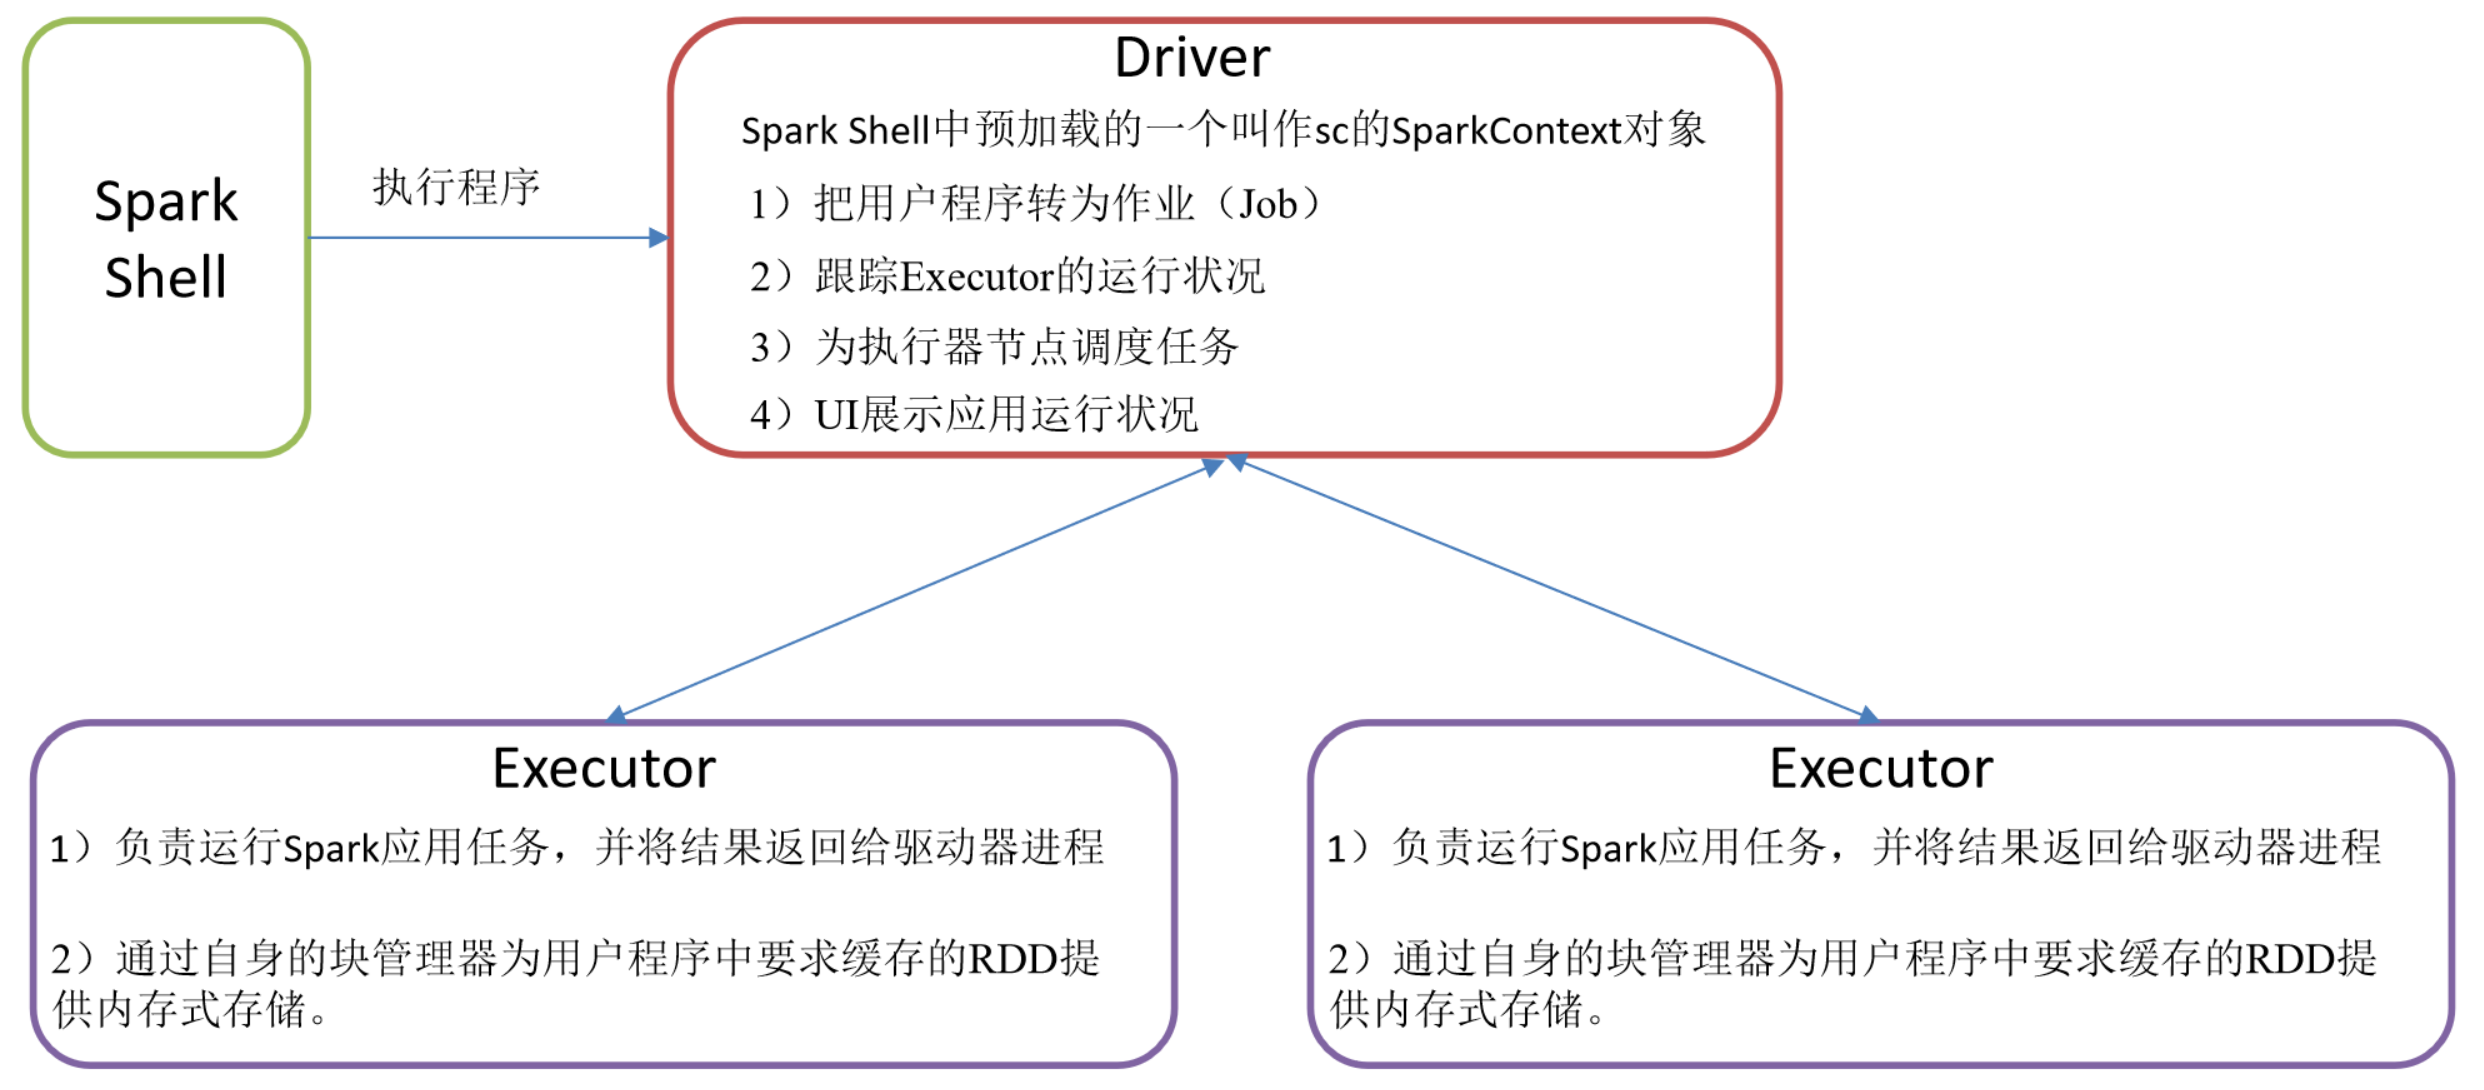 Spark
Shell
执行程序
Driver
Spark Shell中预加载的一个叫作sc的SparkContext对象
1）把用户程序转为作业（Job）
2）跟踪Executor的运行状况
3）为执行器节点调度任务
4）UI展示应用运行状况
Executor
1）负责运行Spark应用任务，并将结果返回给驱动器进程
2）通过自身的块管理器为用户程序中要求缓存的RDD提
供内存式存储。
Executor
1）负责运行Spark应用任务，并将结果返回给驱动器进程
2）通过自身的块管理器为用户程序中要求缓存的RDD提
供内存式存储。